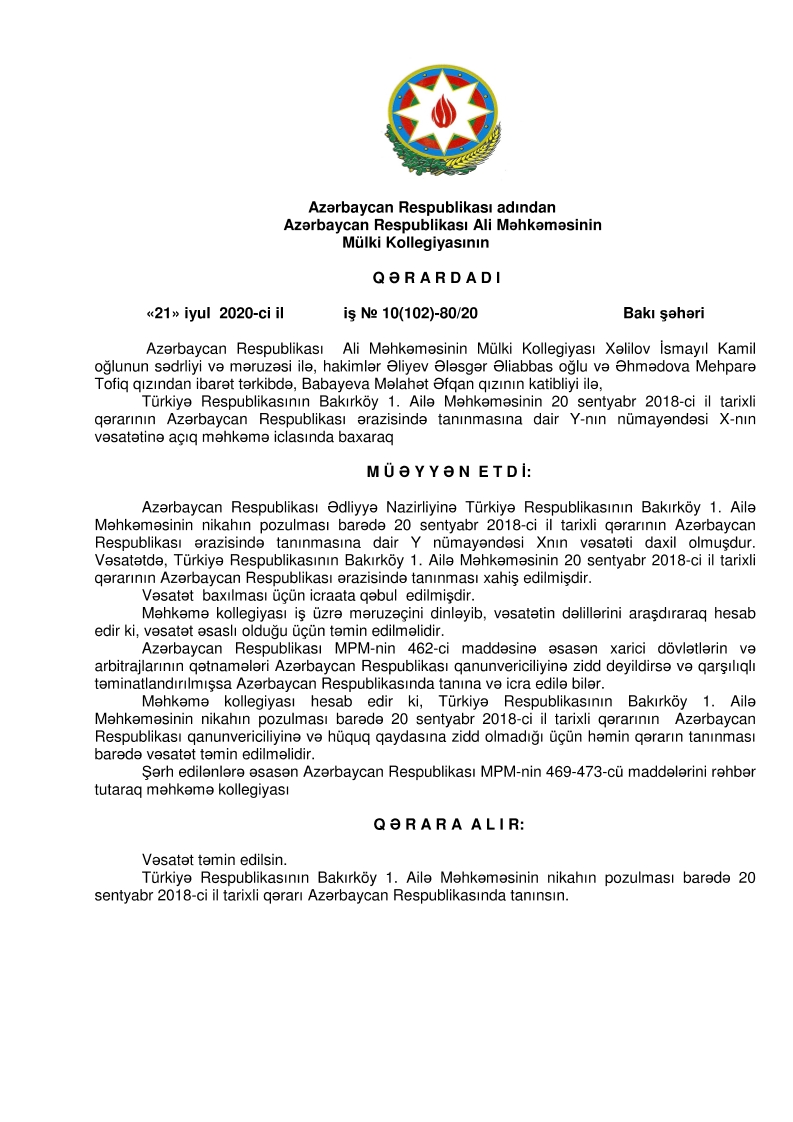 Azərbaycan Respublikası adından
Azərbaycan Respublikası Ali Məhkəməsinin
Mülki Kollegiyasının
Q Ə R A R D A D I
«21» iyul 2020-ci il iş № 10(102)-80/20 Bakı şəhəri
Azərbaycan Respublikası Ali Məhkəməsinin Mülki Kollegiyası Xəlilov İsmayıl Kamil
oğlunun sədrliyi və məruzəsi ilə, hakimlər Əliyev Ələsgər Əliabbas oğlu və Əhmədova Mehparə
Tofiq qızından ibarət tərkibdə, Babayeva Məlahət Əfqan qızının katibliyi ilə,
Türkiyə Respublikasının Bakırköy 1. Ailə Məhkəməsinin 20 sentyabr 2018-ci il tarixli
qərarının Azərbaycan Respublikası ərazisində tanınmasına dair Y-nın nümayəndəsi X-nın
vəsatətinə açıq məhkəmə iclasında baxaraq
M Ü Ə Y Y Ə N E T D İ:
Azərbaycan Respublikası Ədliyyə Nazirliyinə Türkiyə Respublikasının Bakırköy 1. Ailə
Məhkəməsinin nikahın pozulması barədə 20 sentyabr 2018-ci il tarixli qərarının Azərbaycan
Respublikası ərazisində tanınmasına dair Y nümayəndəsi Xnın vəsatəti daxil olmuşdur.
Vəsatətdə, Türkiyə Respublikasının Bakırköy 1. Ailə Məhkəməsinin 20 sentyabr 2018-ci il tarixli
qərarının Azərbaycan Respublikası ərazisində tanınması xahiş edilmişdir.
Vəsatət baxılması üçün icraata qəbul edilmişdir.
Məhkəmə kollegiyası iş üzrə məruzəçini dinləyib, vəsatətin dəlillərini araşdıraraq hesab
edir ki, vəsatət əsaslı olduğu üçün təmin edilməlidir.
Azərbaycan Respublikası MPM-nin 462-ci maddəsinə əsasən xarici dövlətlərin və
arbitrajlarının qətnamələri Azərbaycan Respublikası qanunvericiliyinə zidd deyildirsə və qarşılıqlı
təminatlandırılmışsa Azərbaycan Respublikasında tanına və icra edilə bilər.
Məhkəmə kollegiyası hesab edir ki, Türkiyə Respublikasının Bakırköy 1. Ailə
Məhkəməsinin nikahın pozulması barədə 20 sentyabr 2018-ci il tarixli qərarının Azərbaycan
Respublikası qanunvericiliyinə və hüquq qaydasına zidd olmadığı üçün həmin qərarın tanınması
barədə vəsatət təmin edilməlidir.
Şərh edilənlərə əsasən Azərbaycan Respublikası MPM-nin 469-473-cü maddələrini rəhbər
tutaraq məhkəmə kollegiyası
Q Ə R A R A A L I R:
Vəsatət təmin edilsin.
Türkiyə Respublikasının Bakırköy 1. Ailə Məhkəməsinin nikahın pozulması barədə 20
sentyabr 2018-ci il tarixli qərarı Azərbaycan Respublikasında tanınsın.